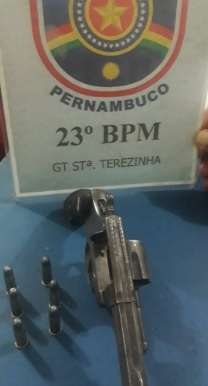 PERNAMBUCO
23º BPM
GT STª. TEREZINHA